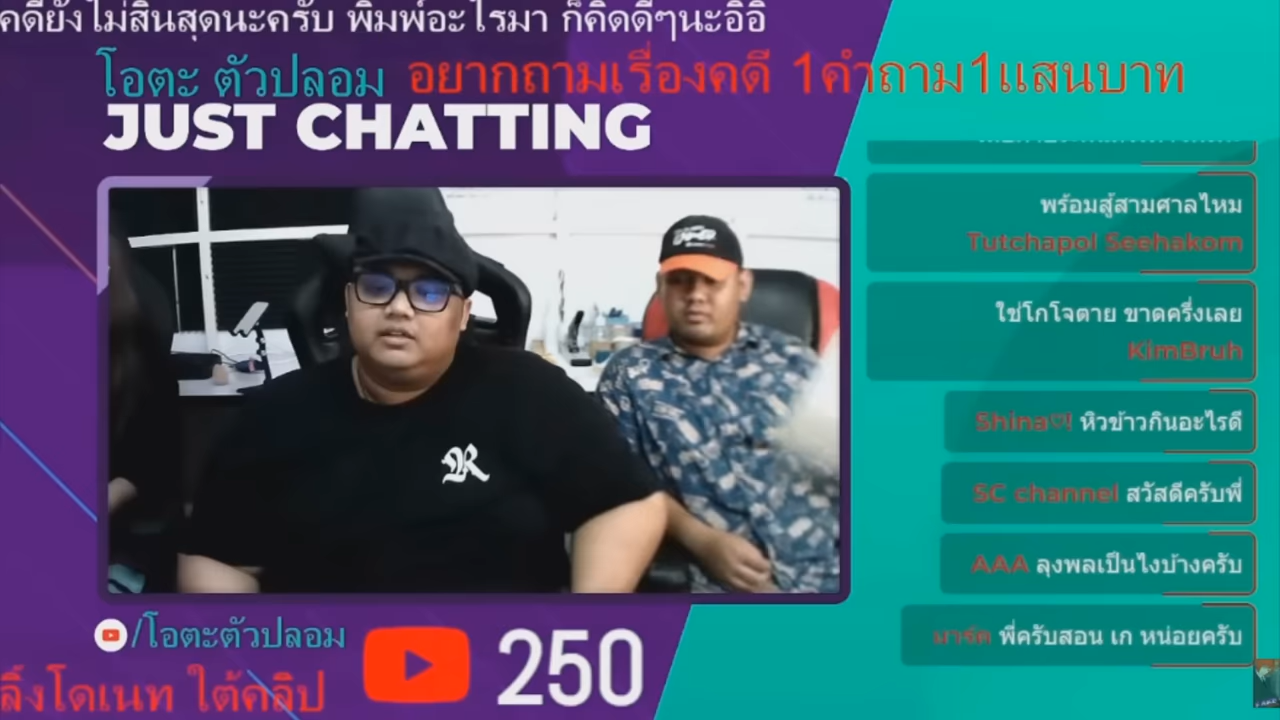 คดียังไม่สิ้นสุดนะครับ พิมพ์อะไรมา ก็คิดดีๆนะอิอิ
โอตะ ตัวปลอม อยากถามเรื่องคดี 1คำถาม1แสนบาท
JUST CHATTING
พร้อมสู้สามศาลไหม
Tutchapol Seehakom
ใช่โกโจตาย ขาดครึ่งเลย
KimBruh
Shina♡! หิวข้าวกินอะไรดี
SC channel สวัสดีครับพี่
AAA ลุงพลเป็นไงบ้างครับ
มาร์ค พี่ครับสอน เก หน่อยครับ
R
/โอตะตัวปลอม
250
ลิ้งโดเนท ใต้คลิป